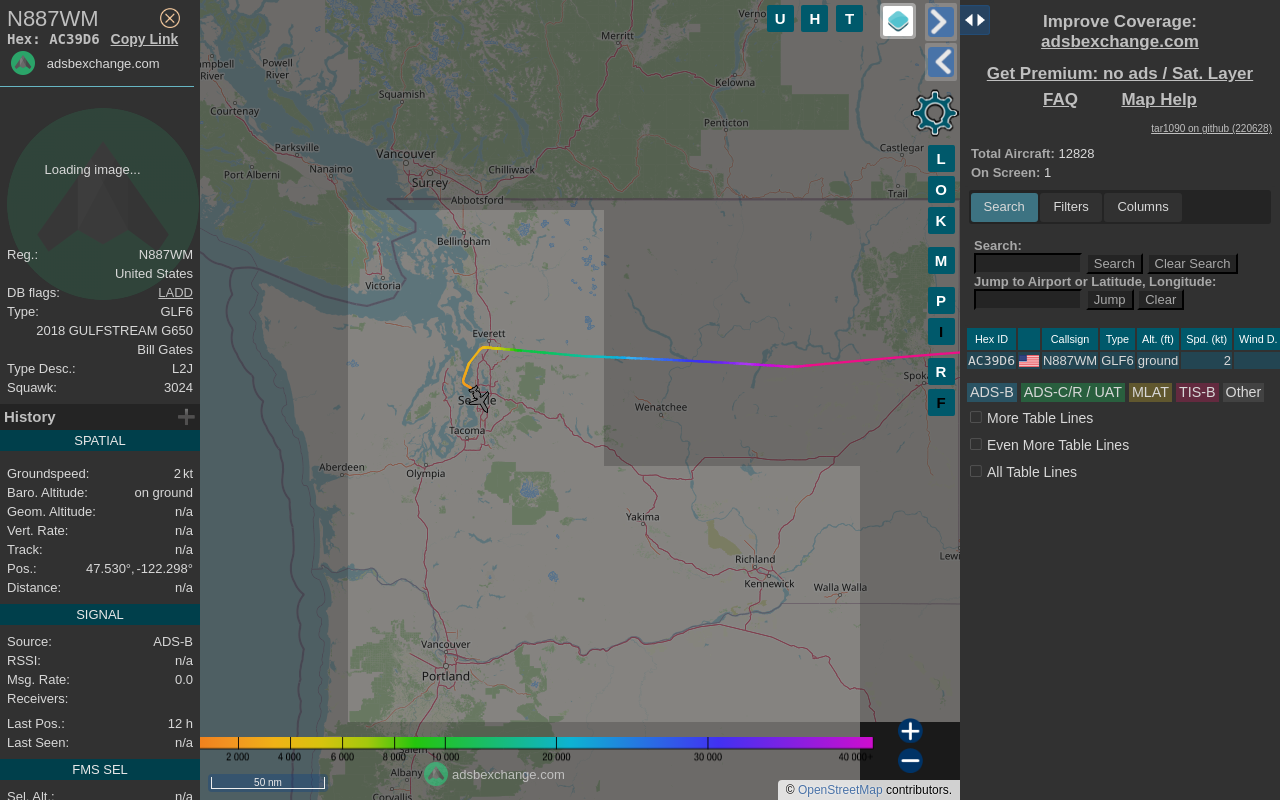 N887WM
Hex: AC39D6 Copy Link
adsbexchange.com
Loading image...
Reg.: N887WM
United States
DB flags: LADD
Type: GLF6
2018 GULFSTREAM G650
Bill Gates
Type Desc.: L2J
Squawk: 3024
History
SPATIAL
Groundspeed: 2 kt
Baro. Altitude: on ground
Geom. Altitude: n/a
Vert. Rate: n/a
Track: n/a
Pos.: 47.530°, -122.298°
Distance: n/a
SIGNAL
Source: ADS-B
RSSI: n/a
Msg. Rate: 0.0
Receivers:
Last Pos.: 12 h
Last Seen: n/a
FMS SEL
Sel. Alt.: n/a
Merritt
Powell
River
River
Squamish
Kelowna
Courtenay
Penticton
Parksville
Vancouver
Castlegar
Nanaimo
Port Alberni
Chilliwack
Surrey
Abbotsford
Trail
Bellingham
Victoria
Everett
Wenatchee
Tacoma
Aberdeen
Olympia
Yakima
Richland
Kennewick
Walla Walla
Vancouver
Portland
Albany
Corvallis
U H T
L
O
K
M
P
I
R
F
2 000 4 000 6 000 8 000 10 000 20 000 30 000 40 000+
50 nm
adsbexchange.com
© OpenStreetMap contributors.
Improve Coverage:
adsbexchange.com
Get Premium: no ads / Sat. Layer
FAQ Map Help
tar1090 on github (220628)
Total Aircraft: 12828
On Screen: 1
Search Filters Columns
Search:
Search Clear Search
Jump to Airport or Latitude, Longitude:
Jump Clear
Hex ID Callsign Type Alt. (ft) Spd. (kt) Wind D.
AC39D6 N887WM GLF6 ground 2
ADS-B ADS-C/R / UAT MLAT TIS-B Other
More Table Lines
Even More Table Lines
All Table Lines